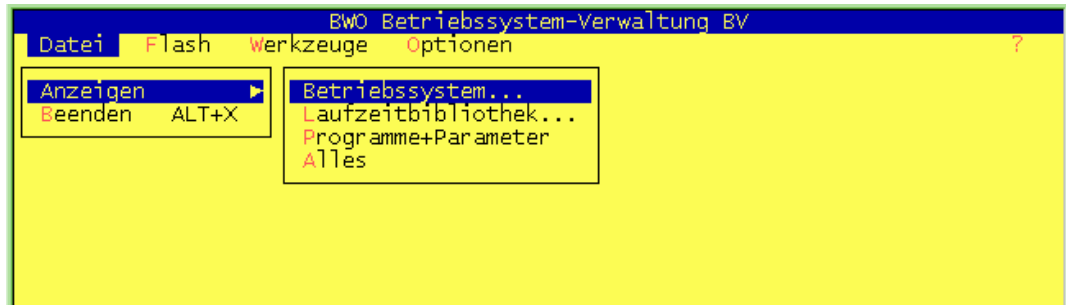 BWO Betriebssystem-Verwaltung BV
Datei Flash Werkzeuge Optionen ?
Anzeigen ► Betriebssystem...
Beenden ALT+X Laufzeitbibliothek...
Programme+Parameter
Alles